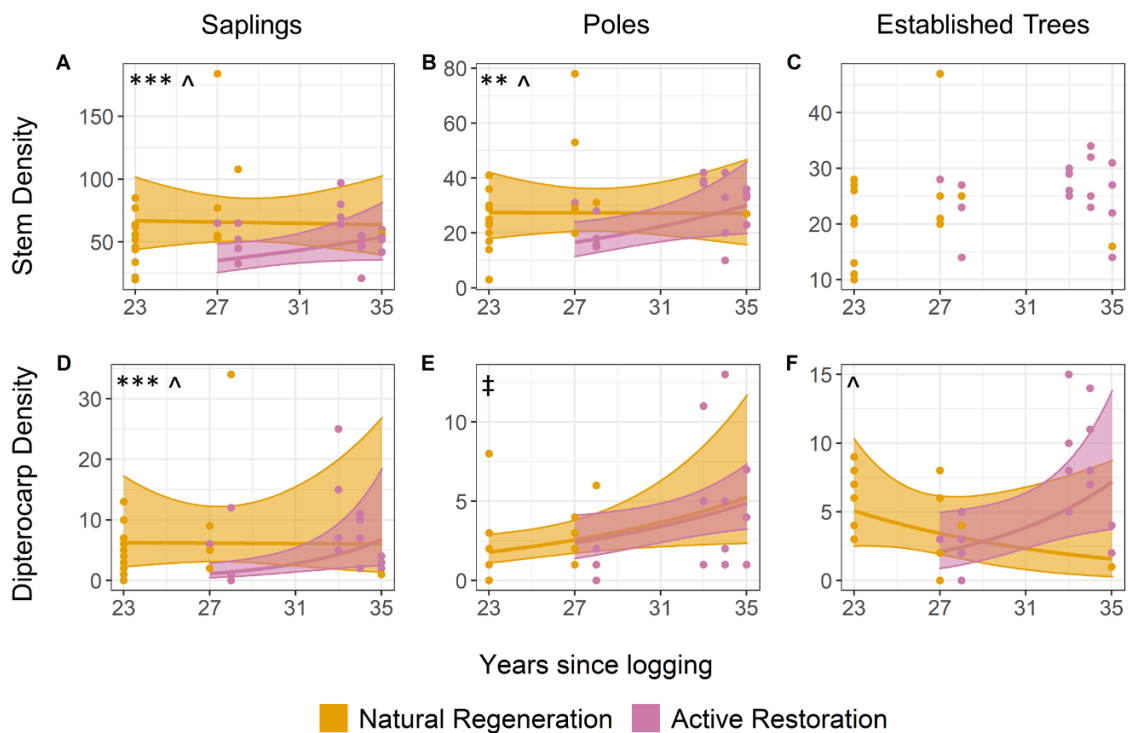 Saplings Poles Established Trees
A B C
*** ^ ** ^
Stem Density
150
100
50
80
60
40
20
0
40
30
20
10
23 27 31 35 23 27 31 35 23 27 31 35
D E F
*** ^ ‡ ^
Dipterocarp Density
30
20
10
0
10
5
0
15
10
5
0
23 27 31 35 23 27 31 35 23 27 31 35
Years since logging
Natural Regeneration Active Restoration